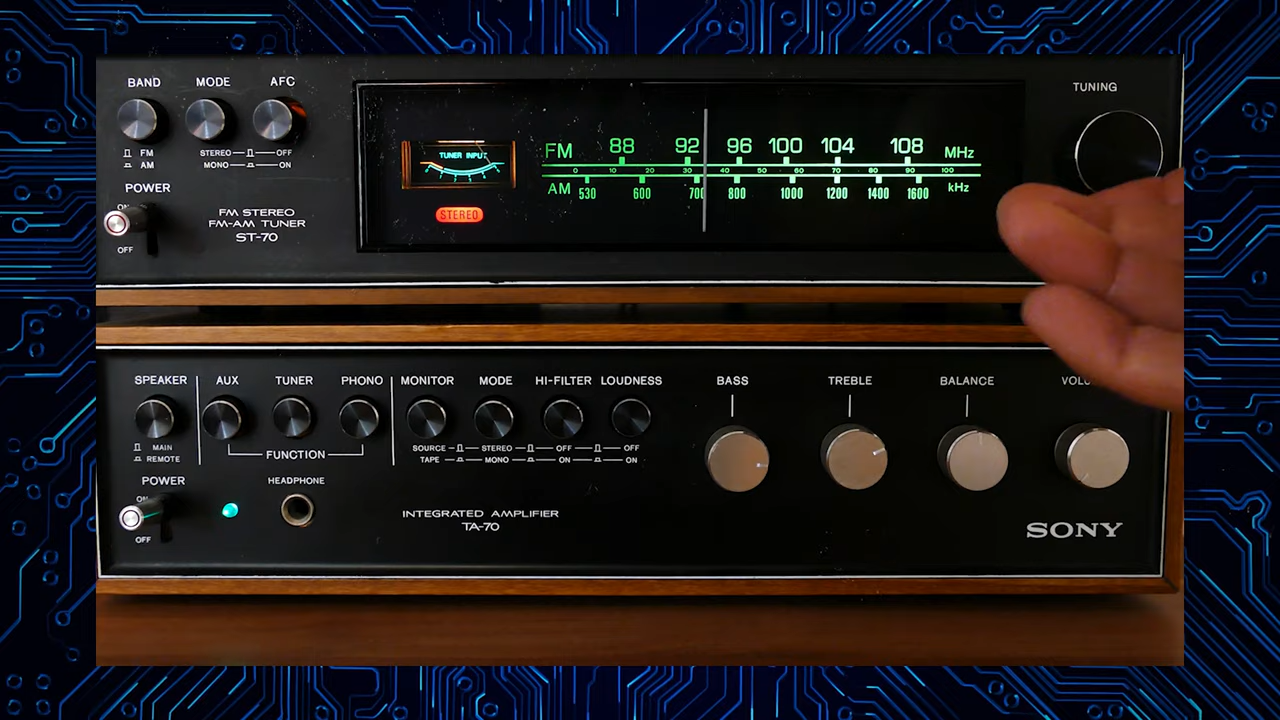 BAND MODE AFC TUNING
FM STEREO OFF
AM MONO ON
POWER
ON
OFF
FM STEREO
FM-AM TUNER
ST-70
TUNER INPUT
STEREO
FM 88 92 96 100 104 108 MHz
0 10 20 30 40 50 60 70 80 90 100
AM 530 600 700 800 1000 1200 1400 1600 kHz
SPEAKER AUX TUNER PHONO MONITOR MODE HI-FILTER LOUDNESS BASS TREBLE BALANCE
MAIN SOURCE STEREO OFF OFF
REMOTE FUNCTION TAPE MONO ON ON
POWER HEADPHONE
ON
OFF
INTEGRATED AMPLIFIER
TA-70
SONY